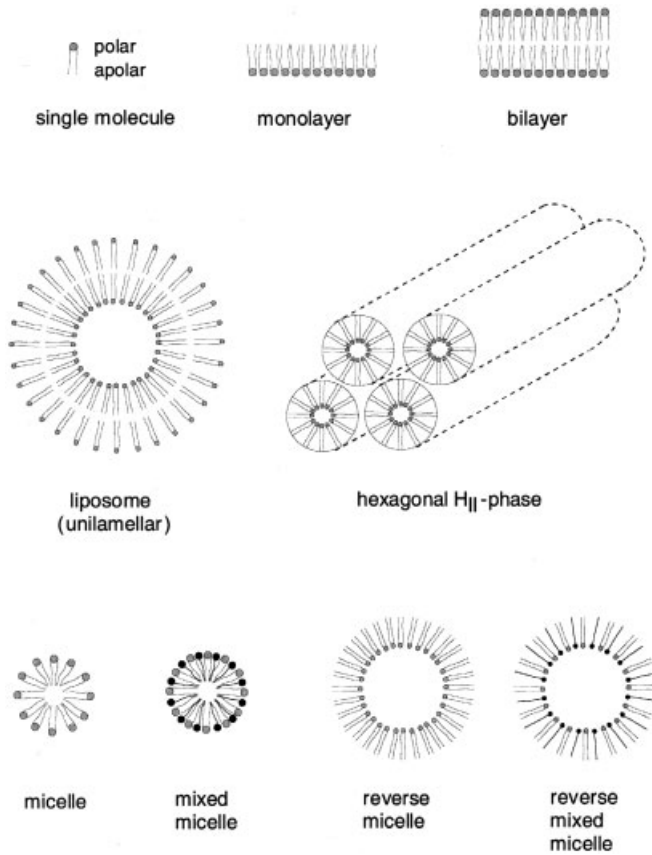 polar
apolar
single molecule
monolayer
bilayer
liposome
(unilamellar)
hexagonal HII-phase
micelle
mixed
micelle
reverse
micelle
reverse
mixed
micelle